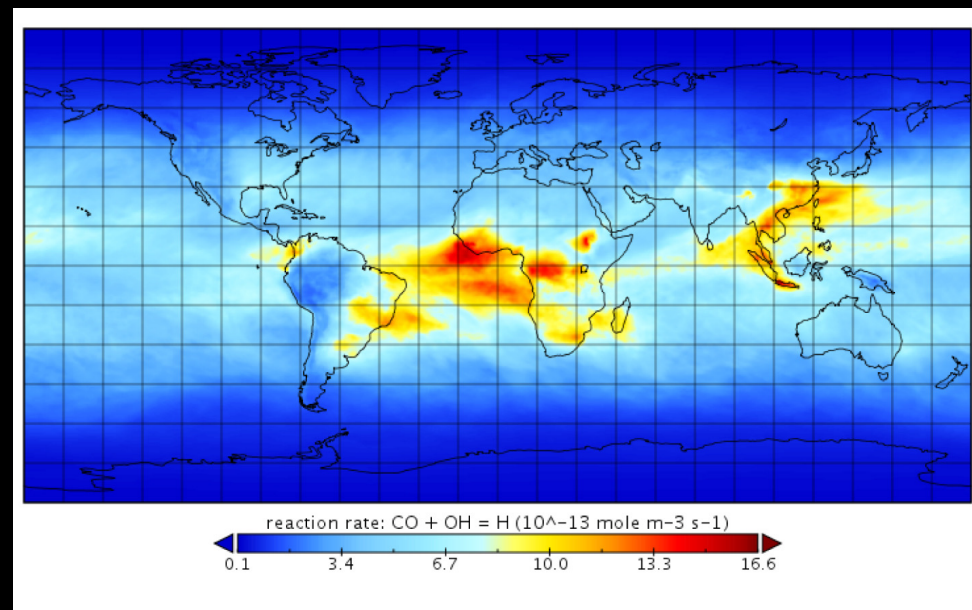 reaction rate: CO + OH = H (10^-13 mole m-3 s-1)
0.1 3.4 6.7 10.0 13.3 16.6